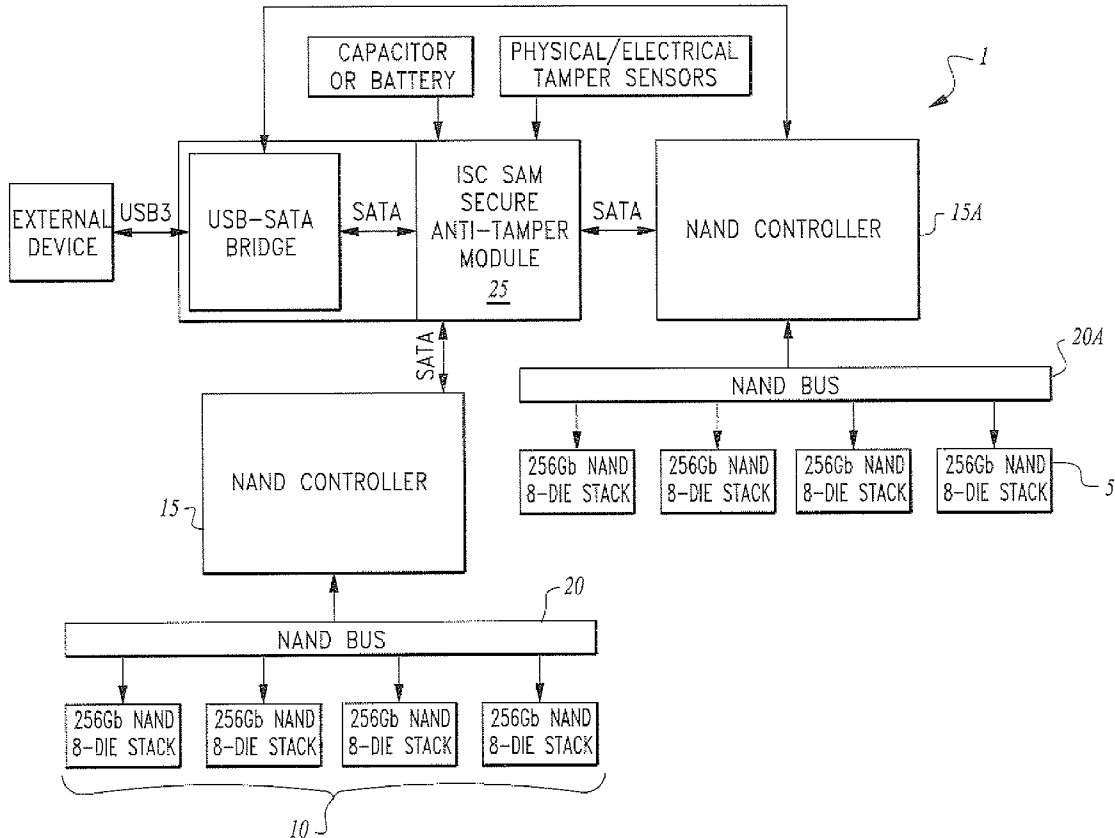 CAPACITOR
OR BATTERY
PHYSICAL/ELECTRICAL
TAMPER SENSORS
1
EXTERNAL
DEVICE
USB3
USB-SATA
BRIDGE
SATA
ISC SAM
SECURE
ANTI-TAMPER
MODULE
25
SATA
NAND CONTROLLER
15A
SATA
20A
NAND BUS
256Gb NAND
8-DIE STACK
256Gb NAND
8-DIE STACK
256Gb NAND
8-DIE STACK
256Gb NAND
8-DIE STACK
5
NAND CONTROLLER
15
20
NAND BUS
256Gb NAND
8-DIE STACK
256Gb NAND
8-DIE STACK
256Gb NAND
8-DIE STACK
256Gb NAND
8-DIE STACK
10